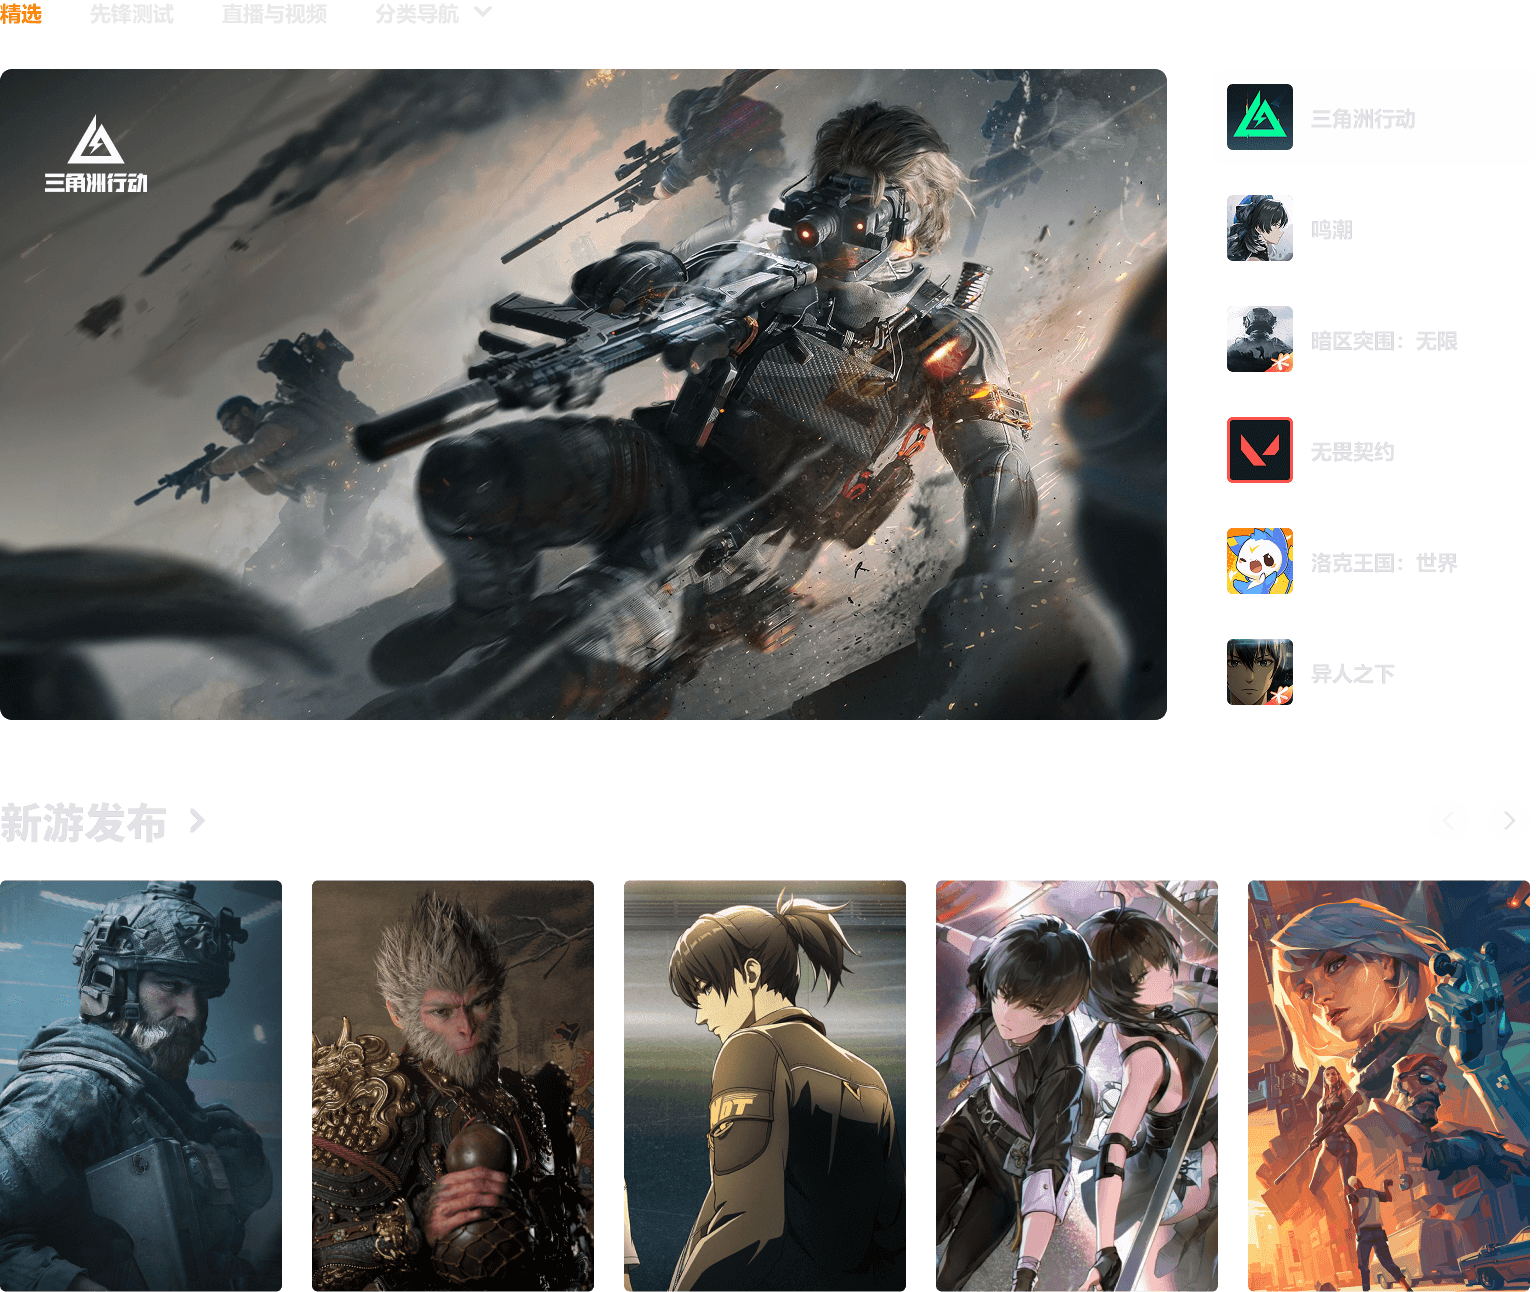 精选
先锋测试
直播与视频
分类导航
三角洲行动
三角洲行动
鸣潮
暗区突围：无限
无畏契约
洛克王国：世界
异人之下
新游发布